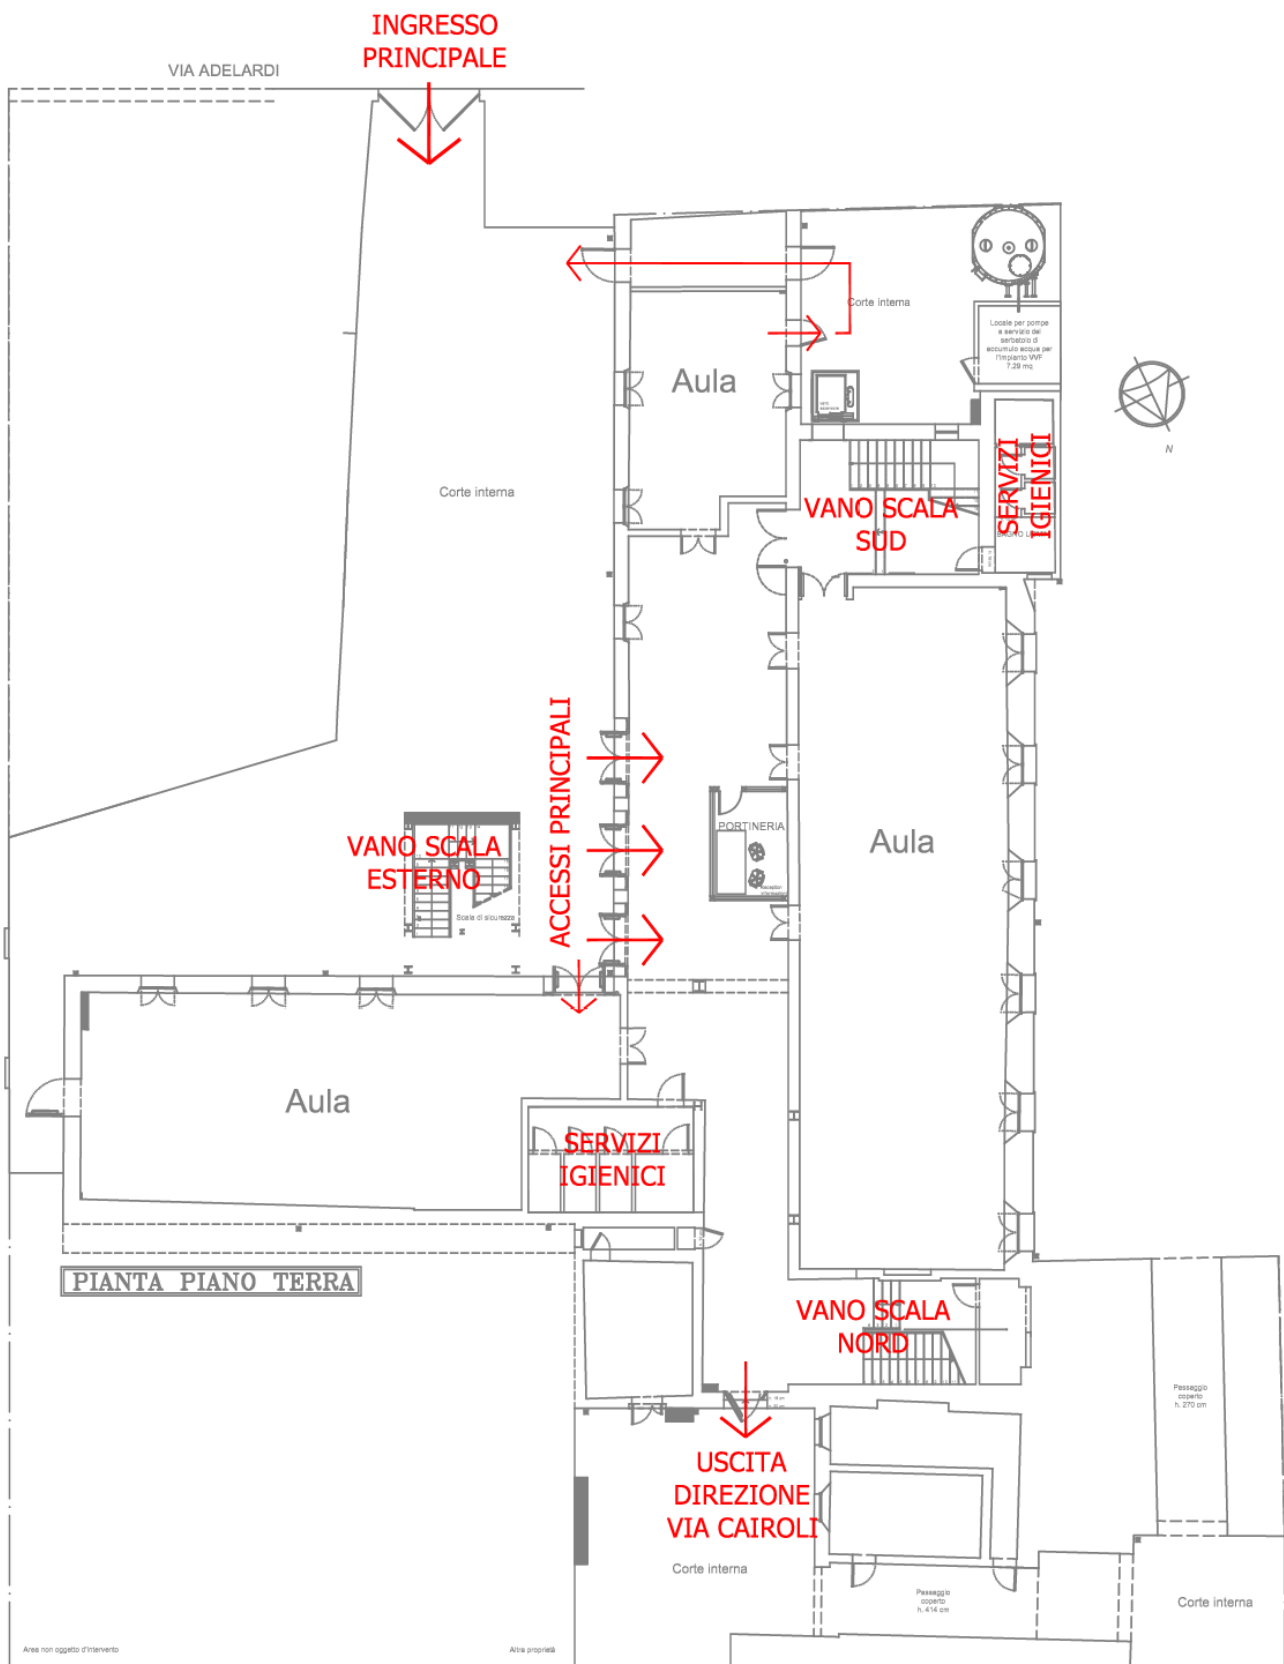 INGRESSO
PRINCIPALE
VIA ADELARDI
Corte interna
Locale per pompe
a servizio del
serbatoio di
accumulo acqua per
l'impianto VVF
7.29 mq
Aula
N
SERVIZI
IGIENICI
Corte interna
VANO SCALA
SUD
ACCESSI PRINCIPALI
PORTINERIA
Aula
VANO SCALA
ESTERNO
Scala di sicurezza
Aula
SERVIZI
IGIENICI
PIANTA PIANO TERRA
VANO SCALA
NORD
Passaggio
coperto
h. 270 cm
USCITA
DIREZIONE
VIA CAIROLI
Corte interna
Passaggio
coperto
h. 414 cm
Corte interna
Area non oggetto d'intervento
Altra proprietà